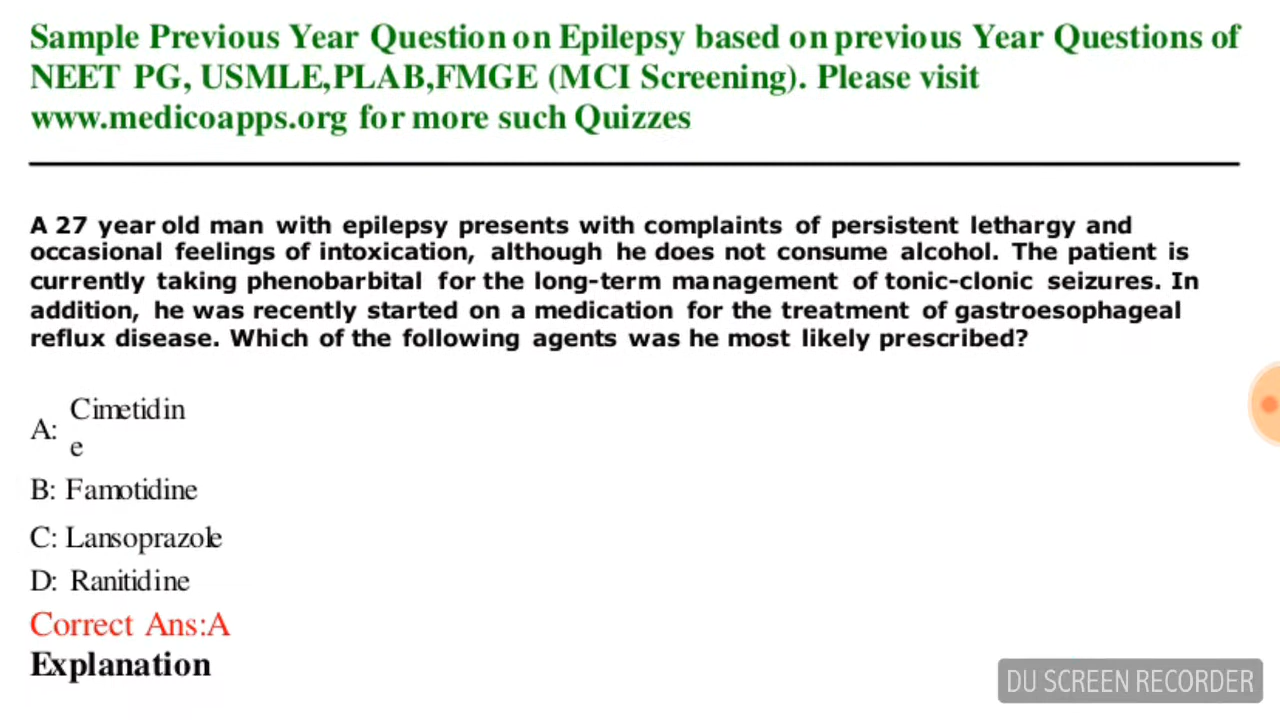 Sample Previous Year Question on Epilepsy based on previous Year Questions of
NEET PG, USMLE,PLAB,FMGE (MCI Screening). Please visit
www.medicoapps.org for more such Quizzes
A 27 year old man with epilepsy presents with complaints of persistent lethargy and
occasional feelings of intoxication, although he does not consume alcohol. The patient is
currently taking phenobarbital for the long-term management of tonic-clonic seizures. In
addition, he was recently started on a medication for the treatment of gastroesophageal
reflux disease. Which of the following agents was he most likely prescribed?
A: Cimetidin
e
B: Famotidine
C: Lansoprazole
D: Ranitidine
Correct Ans:A
Explanation
DU SCREEN RECORDER